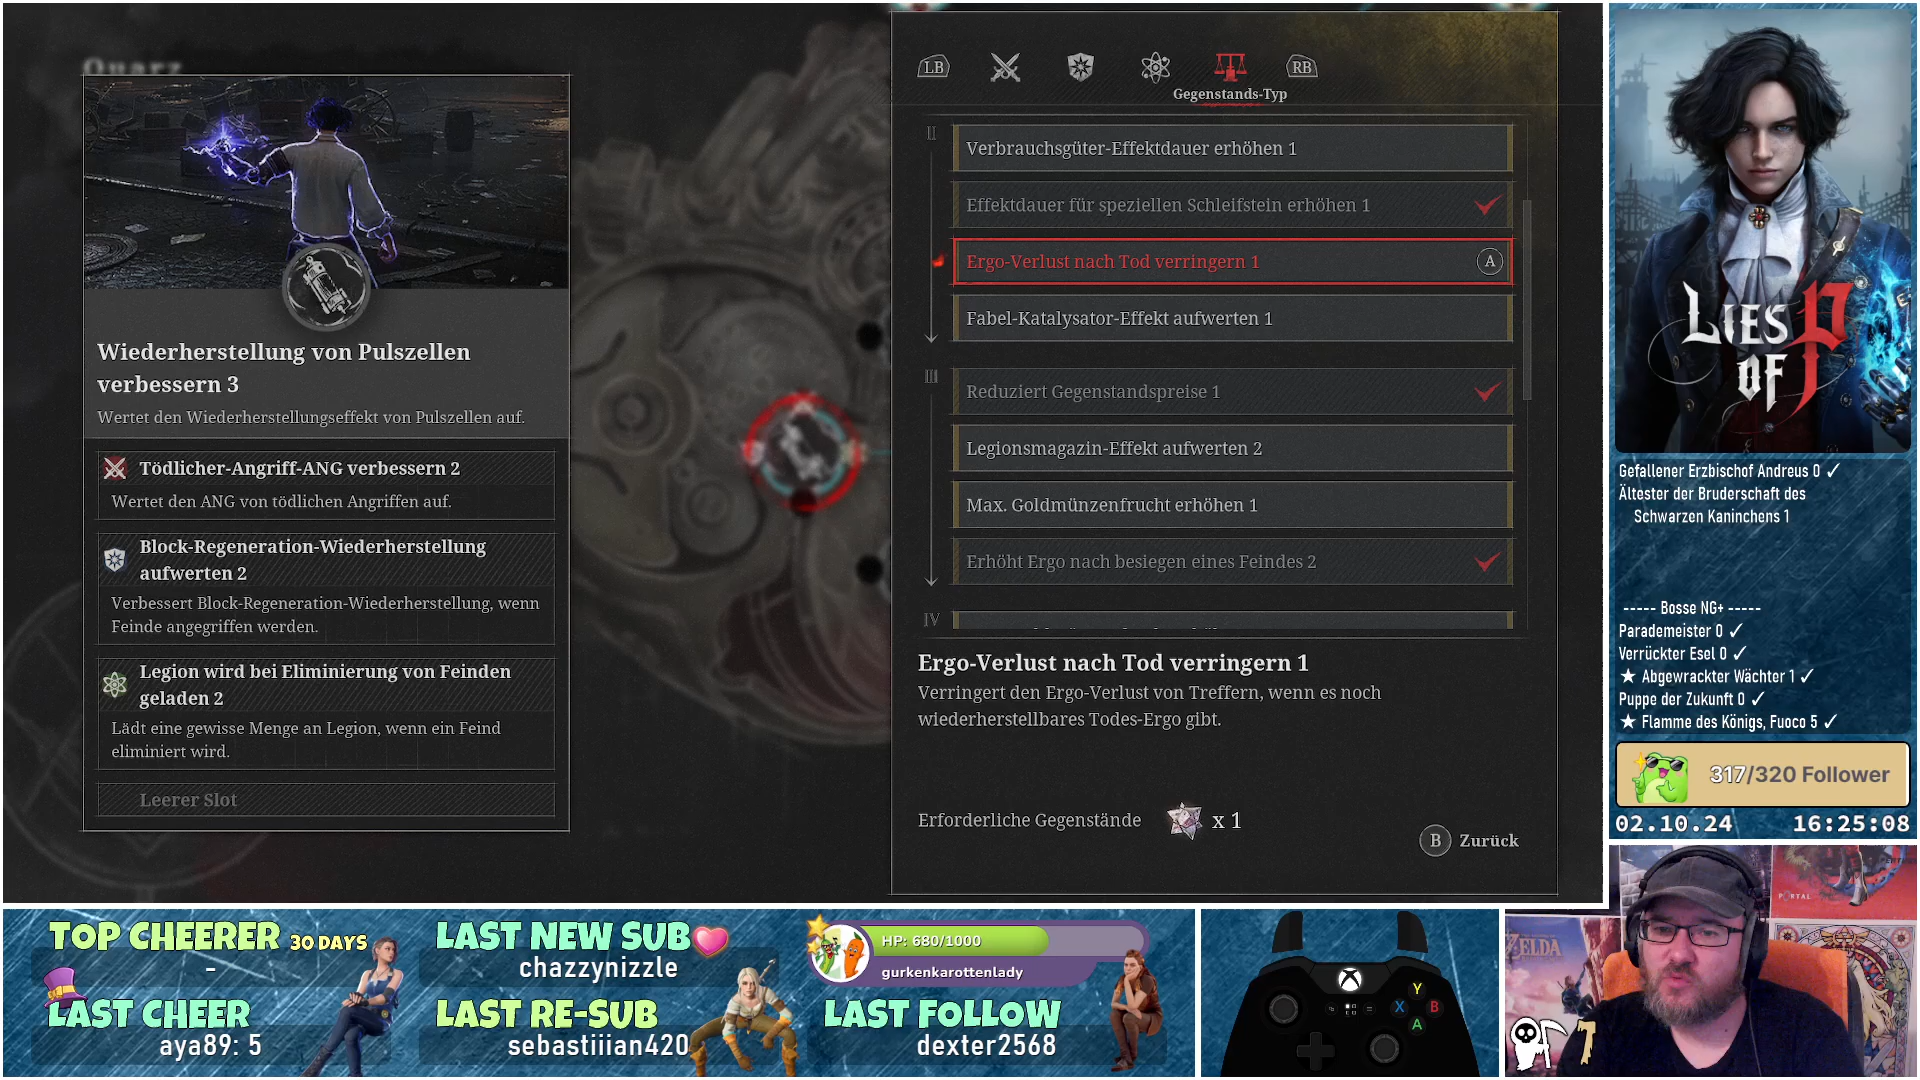 Quarz
Wiederherstellung von Pulszellen
verbessern 3
Wertet den Wiederherstellungseffekt von Pulszellen auf.
Tödlicher-Angriff-ANG verbessern 2
Wertet den ANG von tödlichen Angriffen auf.
Block-Regeneration-Wiederherstellung
aufwerten 2
Verbessert Block-Regeneration-Wiederherstellung, wenn
Feinde angegriffen werden.
Legion wird bei Eliminierung von Feinden
geladen 2
Lädt eine gewisse Menge an Legion, wenn ein Feind
eliminiert wird.
Leerer Slot
LB
RB
Gegenstands-Typ
II
Verbrauchsgüter-Effektdauer erhöhen 1
Effektdauer für speziellen Schleifstein erhöhen 1
Ergo-Verlust nach Tod verringern 1
A
Fabel-Katalysator-Effekt aufwerten 1
III
Reduziert Gegenstandspreise 1
Legionsmagazin-Effekt aufwerten 2
Max. Goldmünzenfrucht erhöhen 1
Erhöht Ergo nach besiegen eines Feindes 2
IV
Ergo-Verlust nach Tod verringern 1
Verringert den Ergo-Verlust von Treffern, wenn es noch
wiederherstellbares Todes-Ergo gibt.
Erforderliche Gegenstände x 1
B Zurück
LIES
OF P
Gefallener Erzbischof Andreus 0 ✓
Ältester der Bruderschaft des
Schwarzen Kaninchens 1
----- Bosse NG+ -----
Parademeister 0 ✓
Verrückter Esel 0 ✓
★ Abgewrackter Wächter 1 ✓
Puppe der Zukunft 0 ✓
★ Flamme des Königs, Fuoco 5 ✓
317/320 Follower
02.10.24 16:25:08
TOP CHEERER 30 DAYS
-
LAST CHEER
aya89: 5
LAST NEW SUB
chazzynizzle
LAST RE-SUB
sebastiiian420
HP: 680/1000
gurkenkarottenlady
LAST FOLLOW
dexter2568
Y
X B
A
PORTAL
ZELDA
7